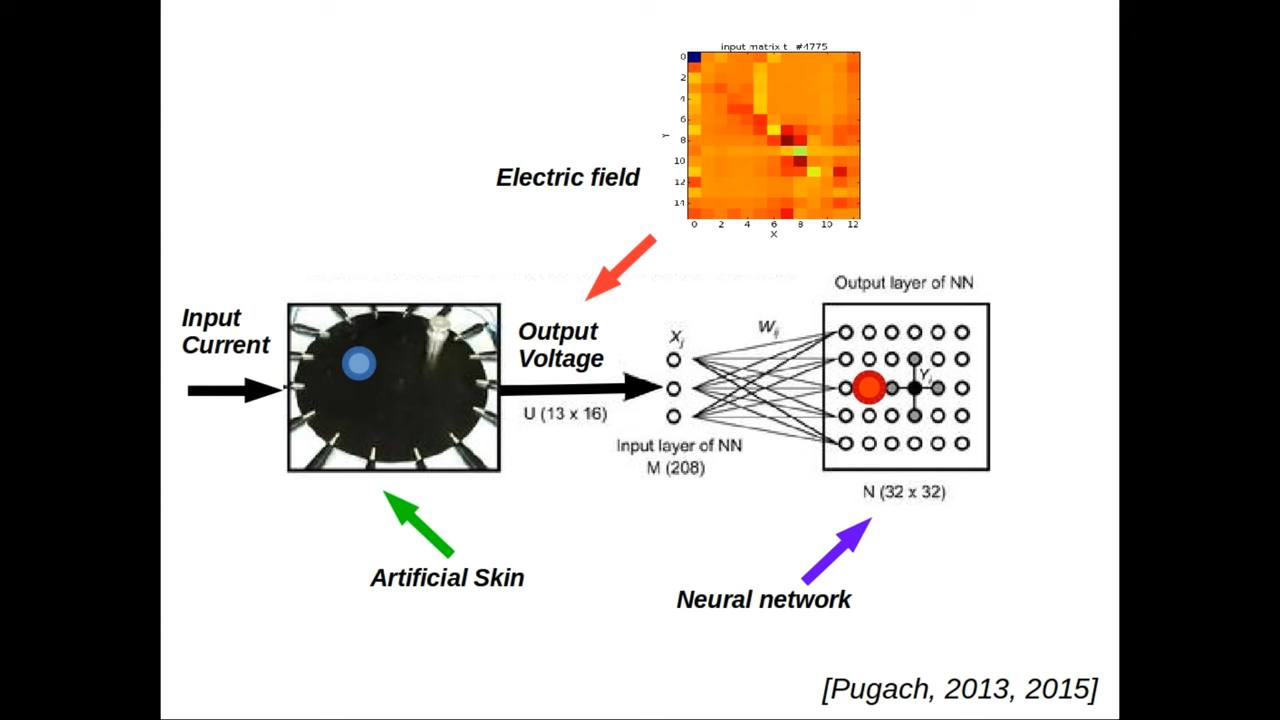 input matrix t #4775
0
2
4
6
8
10
12
14
Y
0 2 4 6 8 10 12
X
Electric field
Input
Current
Output
Voltage
U (13 x 16)
Xj
Wij
Input layer of NN
M (208)
Output layer of NN
Yj
N (32 x 32)
Artificial Skin
Neural network
[Pugach, 2013, 2015]